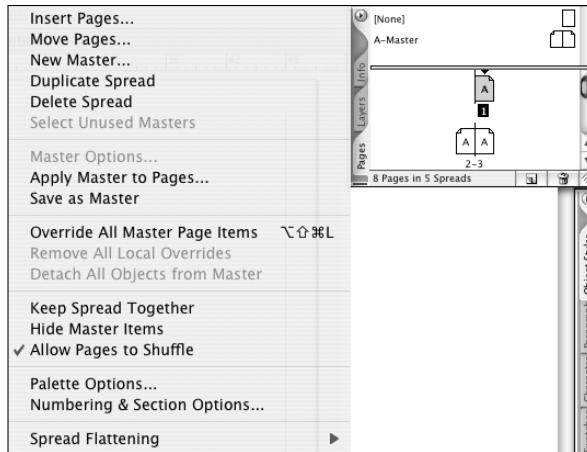 Insert Pages...
Move Pages...
New Master...
Duplicate Spread
Delete Spread
Select Unused Masters
Master Options...
Apply Master to Pages...
Save as Master
Override All Master Page Items ⌥⇧⌘L
Remove All Local Overrides
Detach All Objects from Master
Keep Spread Together
Hide Master Items
✓ Allow Pages to Shuffle
Palette Options...
Numbering & Section Options...
Spread Flattening
[None]
A-Master
Info
Layers
Pages
A
1
A A
2-3
8 Pages in 5 Spreads